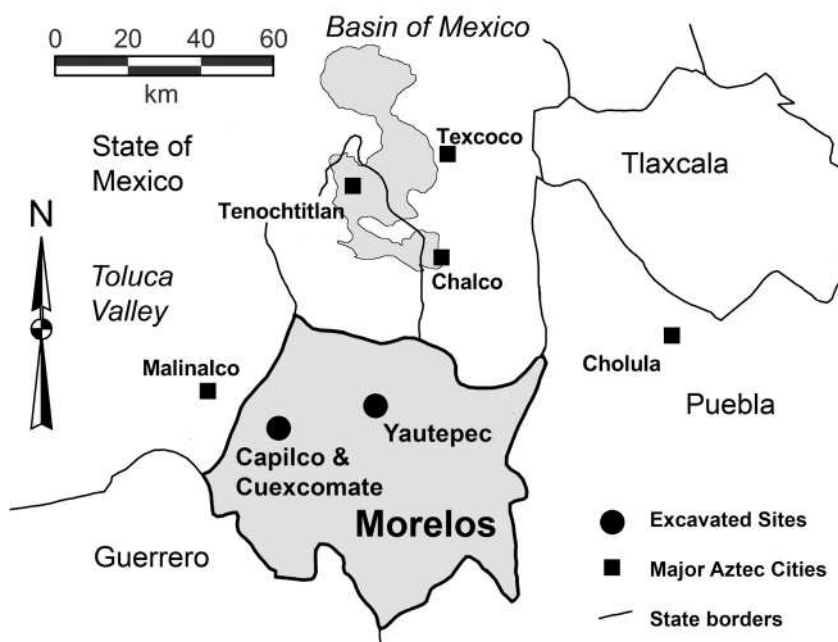 Basin of Mexico
0 20 40 60
km
State of
Mexico
Texcoco
Tlaxcala
Tenochtitlan
N
Toluca
Valley
Chalco
Malinalco
Cholula
Puebla
Yautepec
Capilco &
Cuexcomate
Morelos
Guerrero
Excavated Sites
Major Aztec Cities
State borders